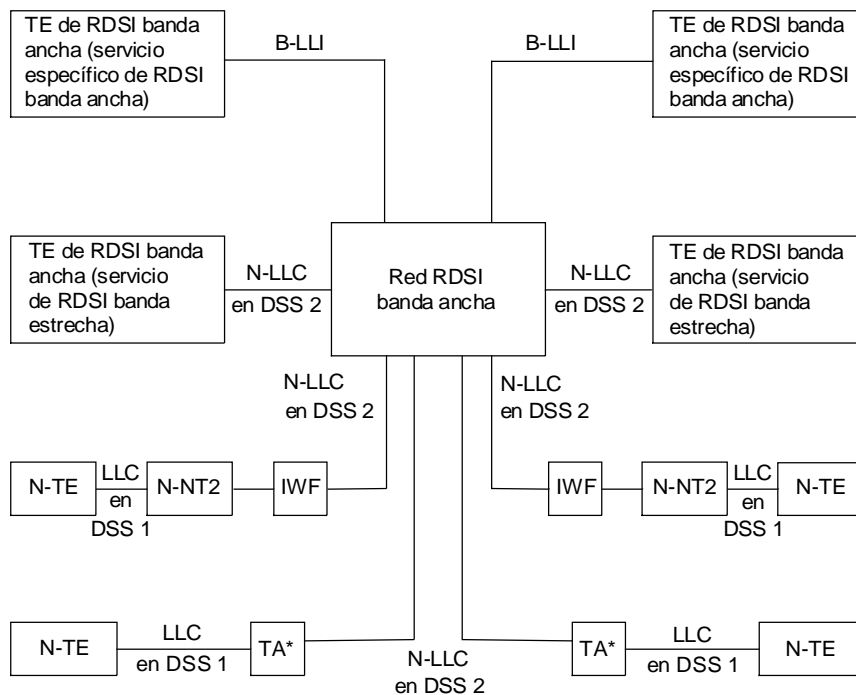 TE de RDSI banda
ancha (servicio
específico de RDSI
banda ancha)
B-LLI
B-LLI
TE de RDSI banda
ancha (servicio
específico de RDSI
banda ancha)
TE de RDSI banda
ancha (servicio
de RDSI banda
estrecha)
N-LLC
en DSS 2
Red RDSI
banda ancha
N-LLC
en DSS 2
TE de RDSI banda
ancha (servicio
de RDSI banda
estrecha)
N-LLC
en DSS 2
N-LLC
en DSS 2
N-TE
LLC
en
DSS 1
N-NT2
IWF
IWF
N-NT2
LLC
en
DSS 1
N-TE
N-TE
LLC
en DSS 1
TA*
N-LLC
en DSS 2
TA*
LLC
en DSS 1
N-TE